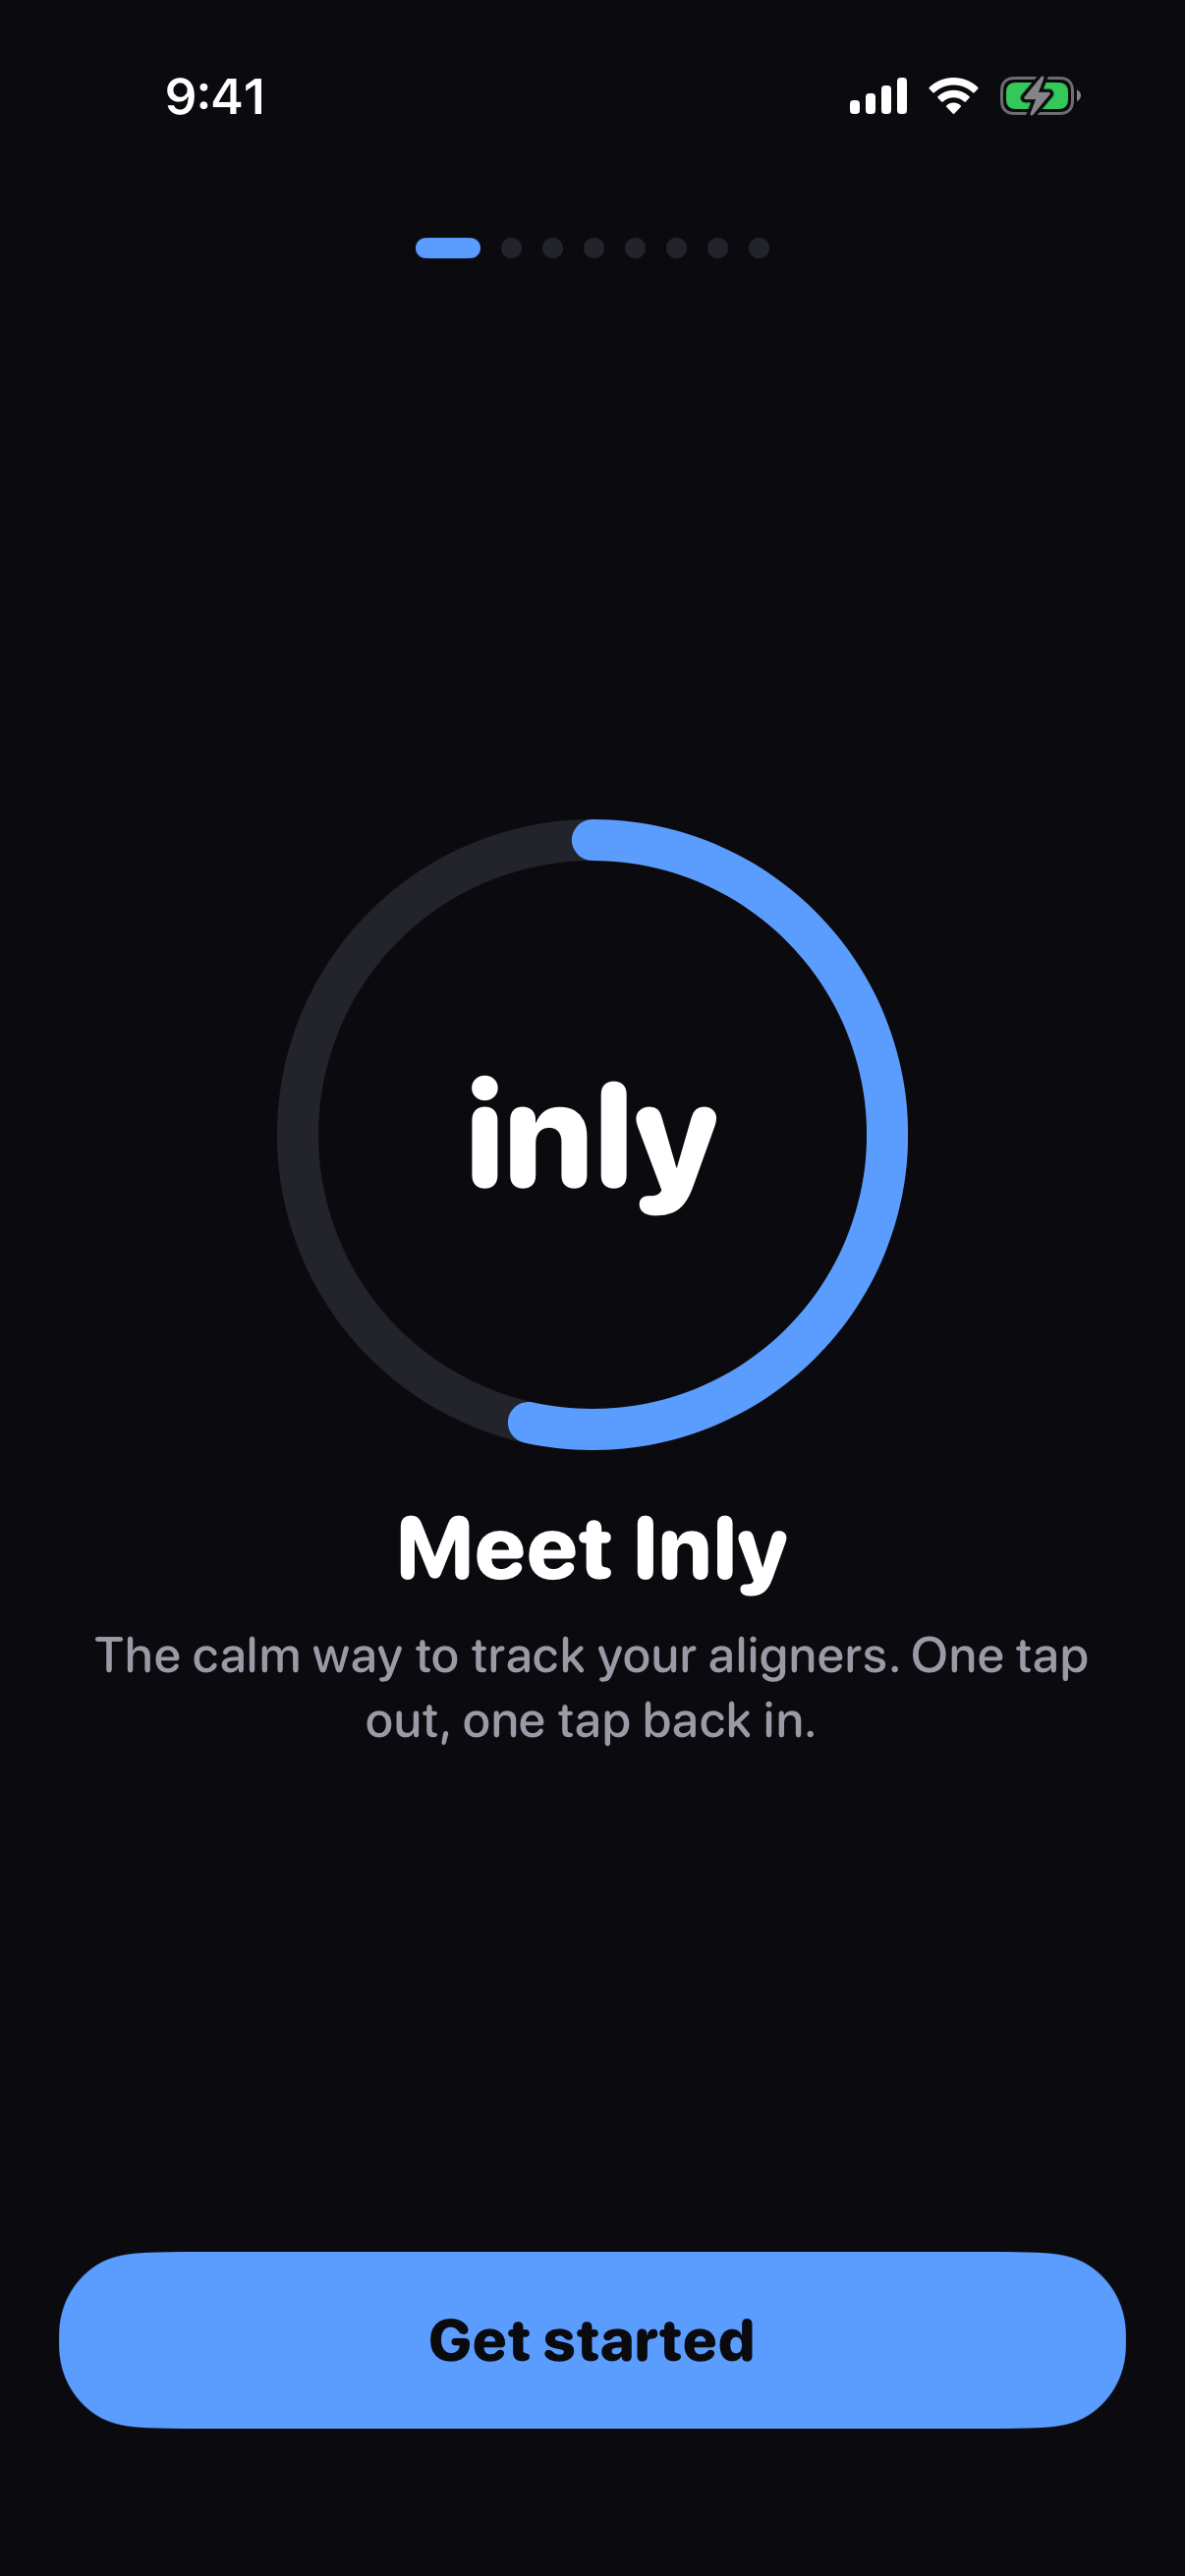 9:41
inly
Meet Inly
The calm way to track your aligners. One tap
out, one tap back in.
Get started